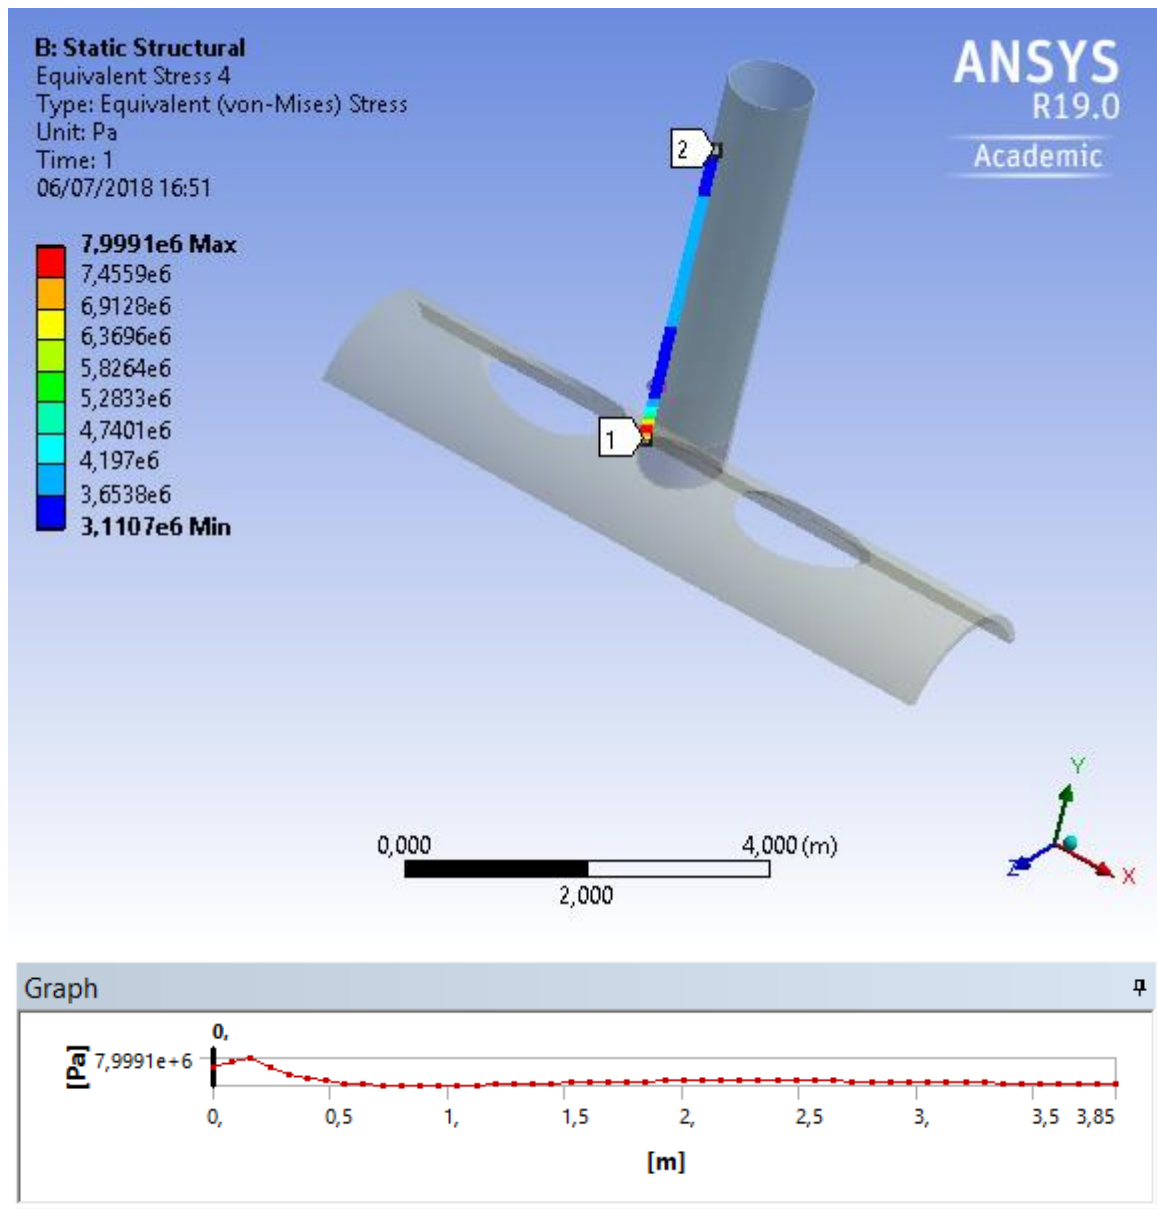 B: Static Structural
Equivalent Stress 4
Type: Equivalent (von-Mises) Stress
Unit: Pa
Time: 1
06/07/2018 16:51
ANSYS
R19.0
Academic
7,9991e6 Max
7,4559e6
6,9128e6
6,3696e6
5,8264e6
5,2833e6
4,7401e6
4,197e6
3,6538e6
3,1107e6 Min
2
1
0,000
4,000 (m)
2,000
Y
Z
X
Graph
0,
[Pa]
7,9991e+6
0, 0,5 1, 1,5 2, 2,5 3, 3,5 3,85
[m]